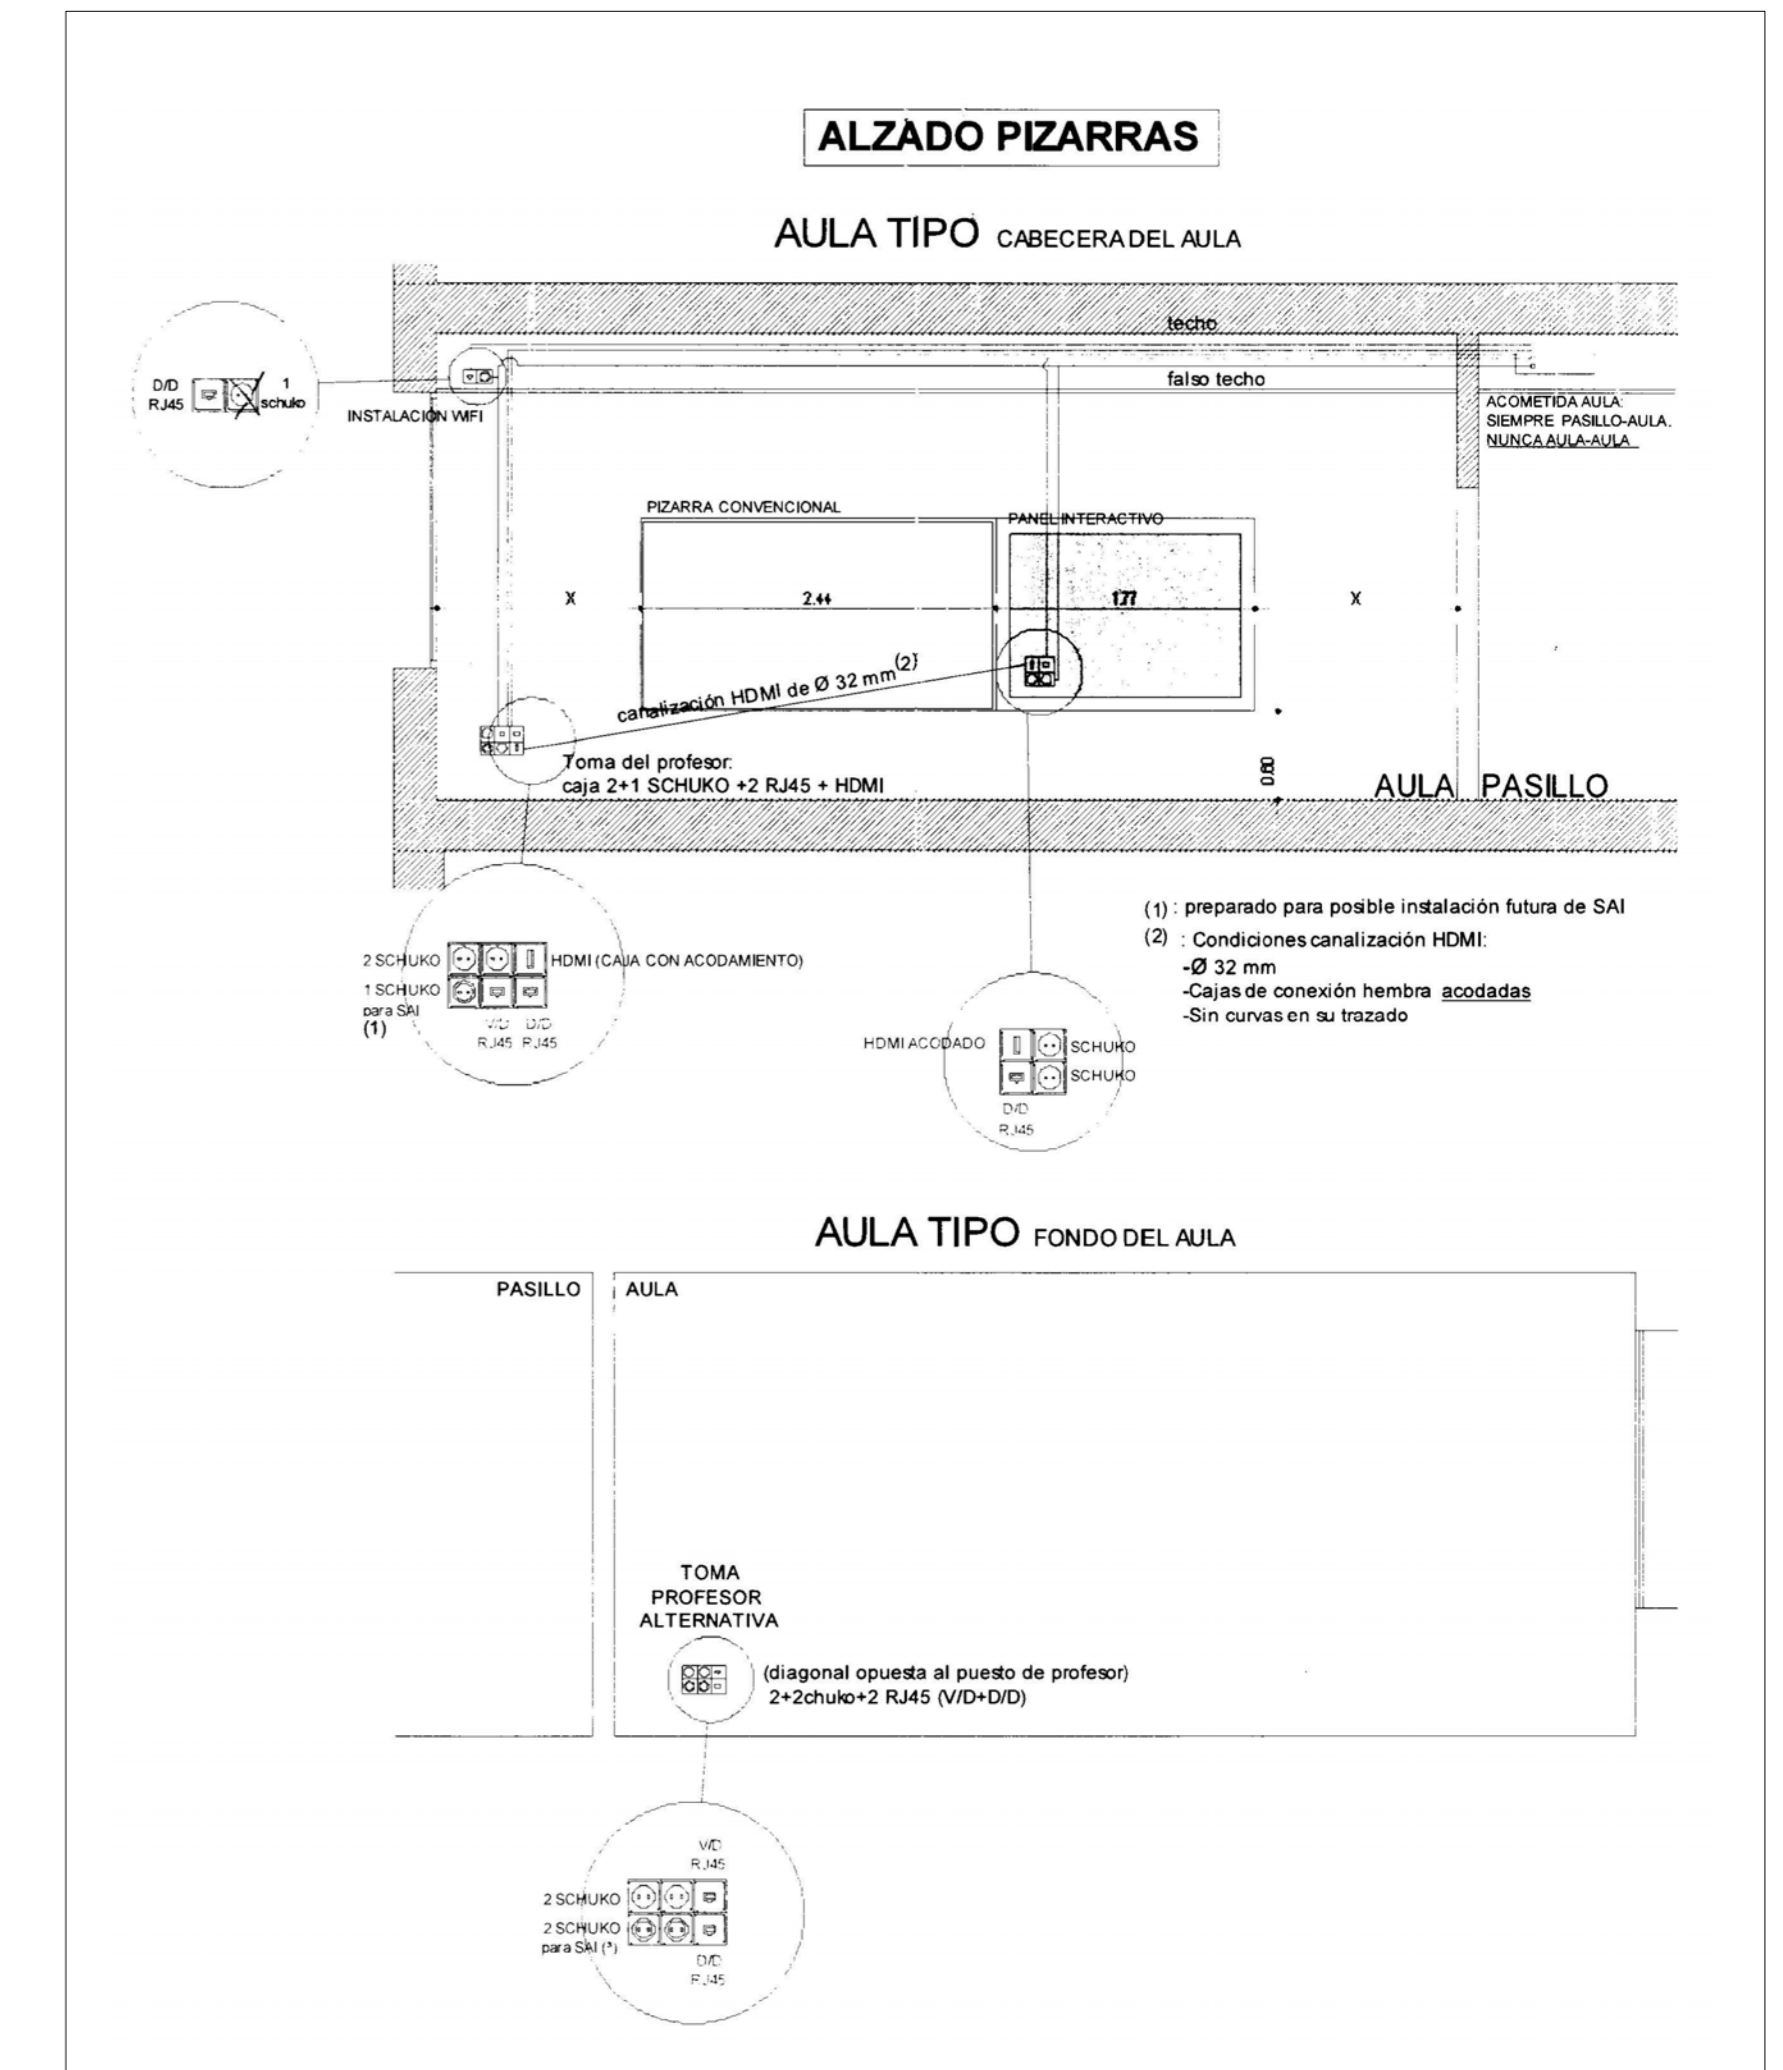 ALZADO PIZARRAS
AULA TIPO CABECERA DEL AULA
techo
falso techo
D/D
RJ45
1
schuko
INSTALACIÓN WIFI
ACOMETIDA AULA:
SIEMPRE PASILLO-AULA.
NUNCA AULA-AULA
PIZARRA CONVENCIONAL
PANEL INTERACTIVO
X
2.44
1.77
X
canalización HDMI de Ø 32 mm (2)
Toma del profesor:
caja 2+1 SCHUKO +2 RJ45 + HDMI
0.60
AULA
PASILLO
2 SCHUKO
HDMI (CAJA CON ACODAMIENTO)
1 SCHUKO
para SAI
(1)
V/D D/D
RJ45 RJ45
(1) : preparado para posible instalación futura de SAI
(2) : Condiciones canalización HDMI:
-Ø 32 mm
-Cajas de conexión hembra acodadas
-Sin curvas en su trazado
HDMI ACODADO
SCHUKO
SCHUKO
D/D
RJ45
AULA TIPO FONDO DEL AULA
PASILLO
AULA
TOMA
PROFESOR
ALTERNATIVA
(diagonal opuesta al puesto de profesor)
2+2chuko+2 RJ45 (V/D+D/D)
V/D
RJ45
2 SCHUKO
2 SCHUKO
para SAI
D/D
RJ45